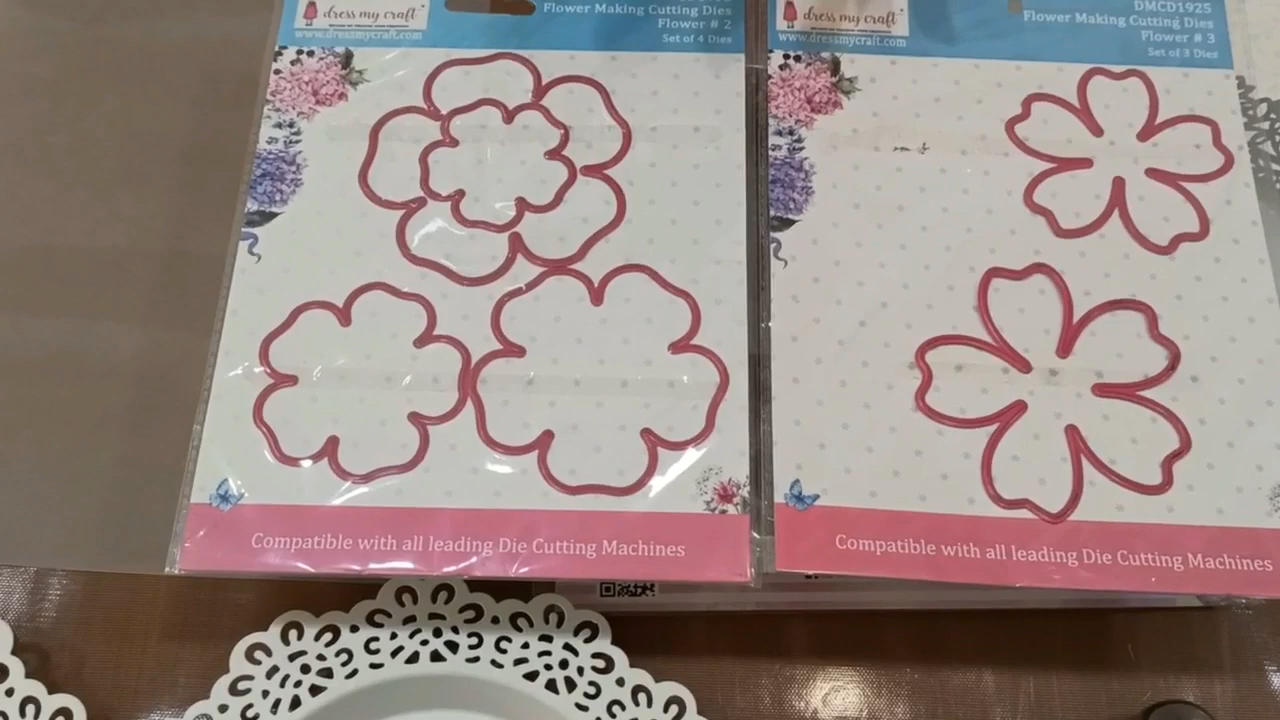 dress my craft
www.dressmycraft.com
Flower Making Cutting Dies
Flower # 2
Set of 4 Dies
Compatible with all leading Die Cutting Machines
dress my craft
www.dressmycraft.com
DMCD1925
Flower Making Cutting Dies
Flower # 3
Set of 3 Dies
Compatible with all leading Die Cutting Machines